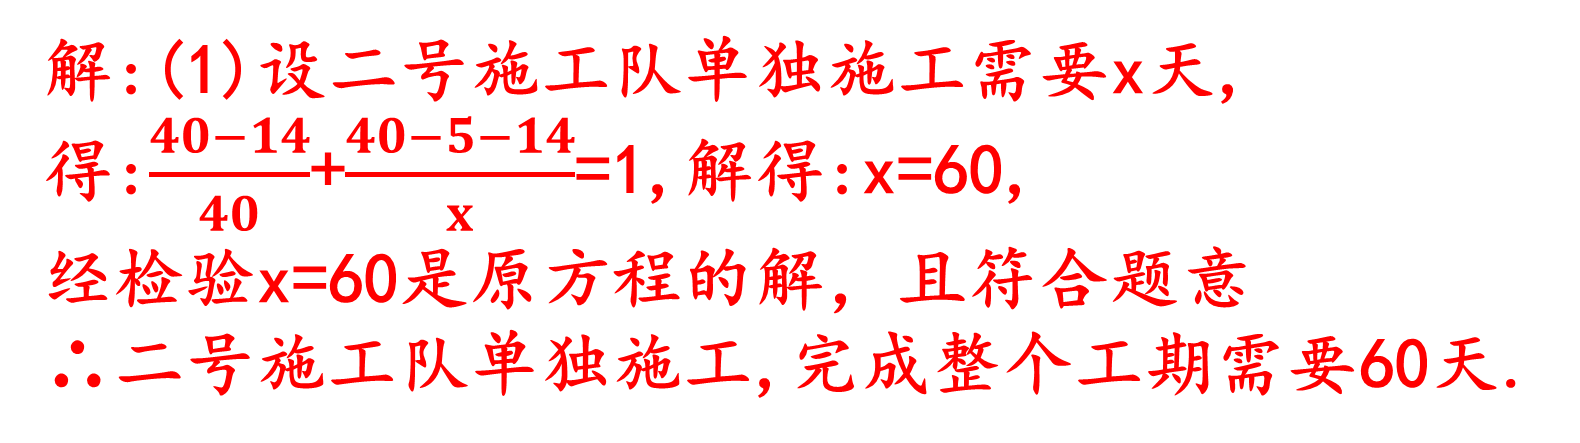 解:(1)设二号施工队单独施工需要x天,
得:$\frac{40-14}{40}$+$\frac{40-5-14}{x}$=1,解得:x=60,
经检验x=60是原方程的解，且符合题意
∴二号施工队单独施工,完成整个工期需要60天.